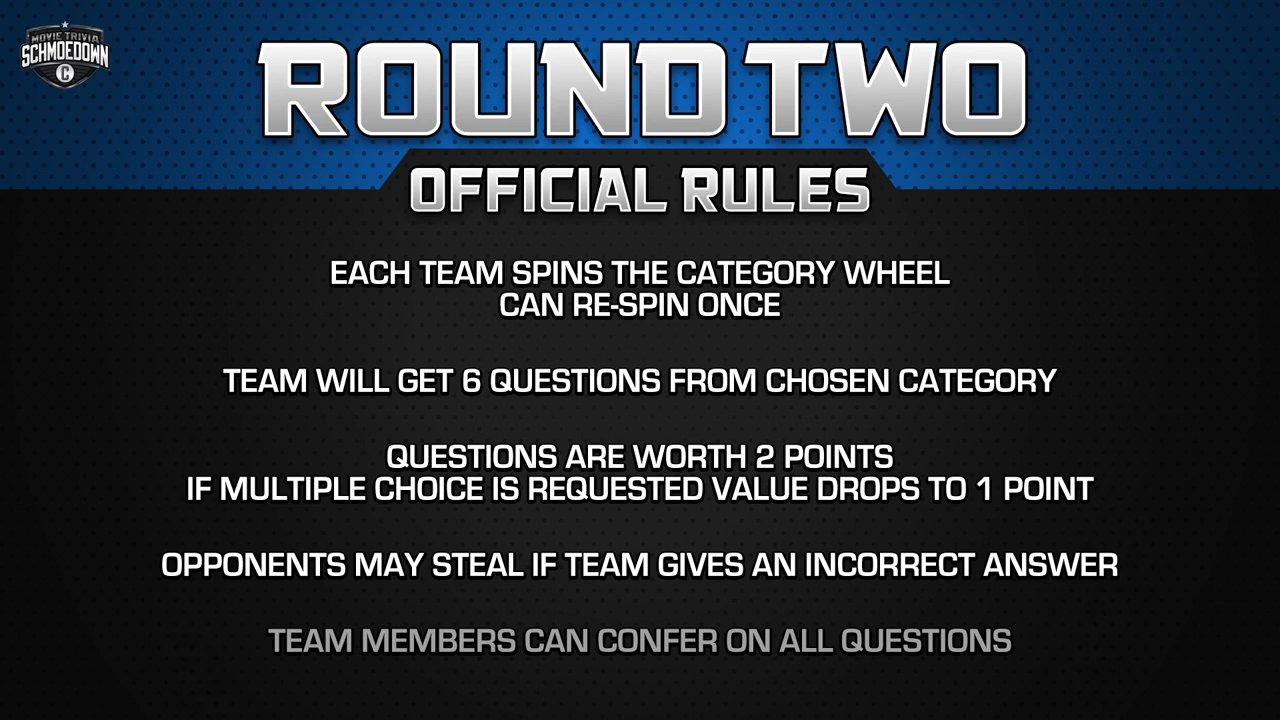 MOVIE TRIVIA
SCHMOEDOWN
C
ROUND TWO
OFFICIAL RULES
EACH TEAM SPINS THE CATEGORY WHEEL
CAN RE-SPIN ONCE
TEAM WILL GET 6 QUESTIONS FROM CHOSEN CATEGORY
QUESTIONS ARE WORTH 2 POINTS
IF MULTIPLE CHOICE IS REQUESTED VALUE DROPS TO 1 POINT
OPPONENTS MAY STEAL IF TEAM GIVES AN INCORRECT ANSWER
TEAM MEMBERS CAN CONFER ON ALL QUESTIONS